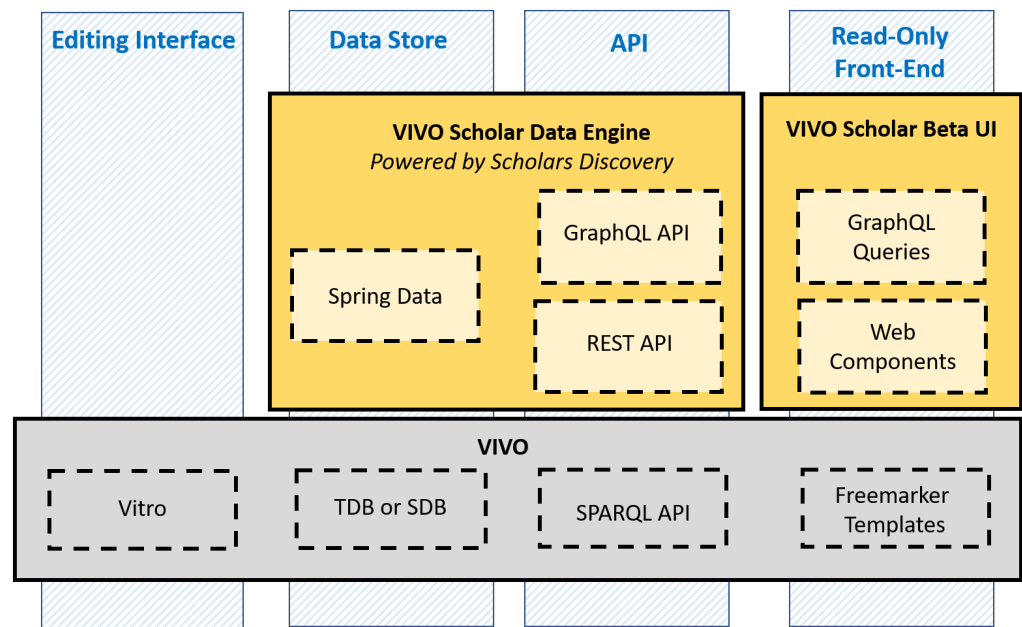 Editing Interface
Data Store
API
Read-Only
Front-End
VIVO Scholar Data Engine
Powered by Scholars Discovery
Spring Data
GraphQL API
REST API
VIVO Scholar Beta UI
GraphQL
Queries
Web
Components
VIVO
Vitro
TDB or SDB
SPARQL API
Freemarker
Templates